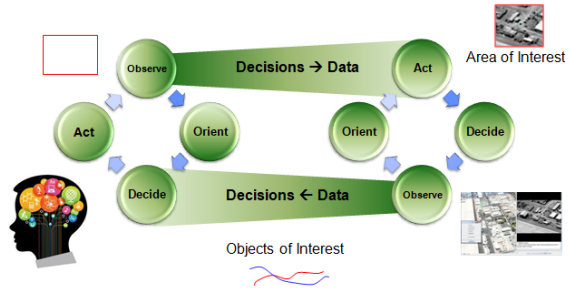 Area of Interest
Observe
Decisions → Data
Act
Act
Orient
Orient
Decide
Decide
Decisions ← Data
Observe
Objects of Interest